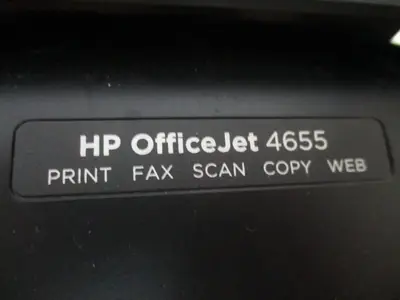 HP OfficeJet 4655
PRINT FAX SCAN COPY WEB